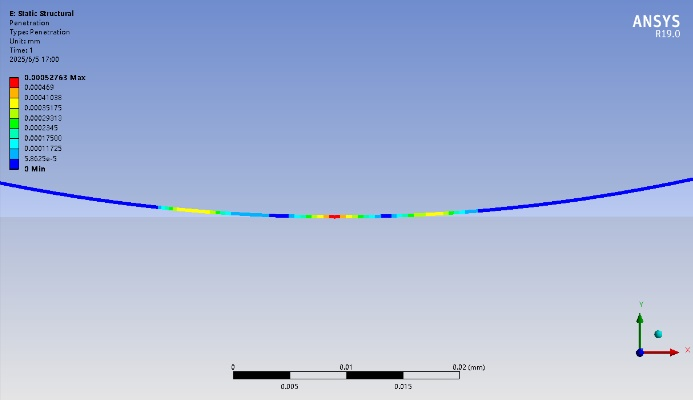 E: Static Structural
Penetration
Type: Penetration
Unit: mm
Time: 1
2025/6/5 17:00
0.00052763 Max
0.000469
0.00041038
0.00035175
0.00029313
0.0002345
0.00017588
0.00011725
5.8625e-5
0 Min
ANSYS
R19.0
Y
X
0
0.01
0.02 (mm)
0.005
0.015